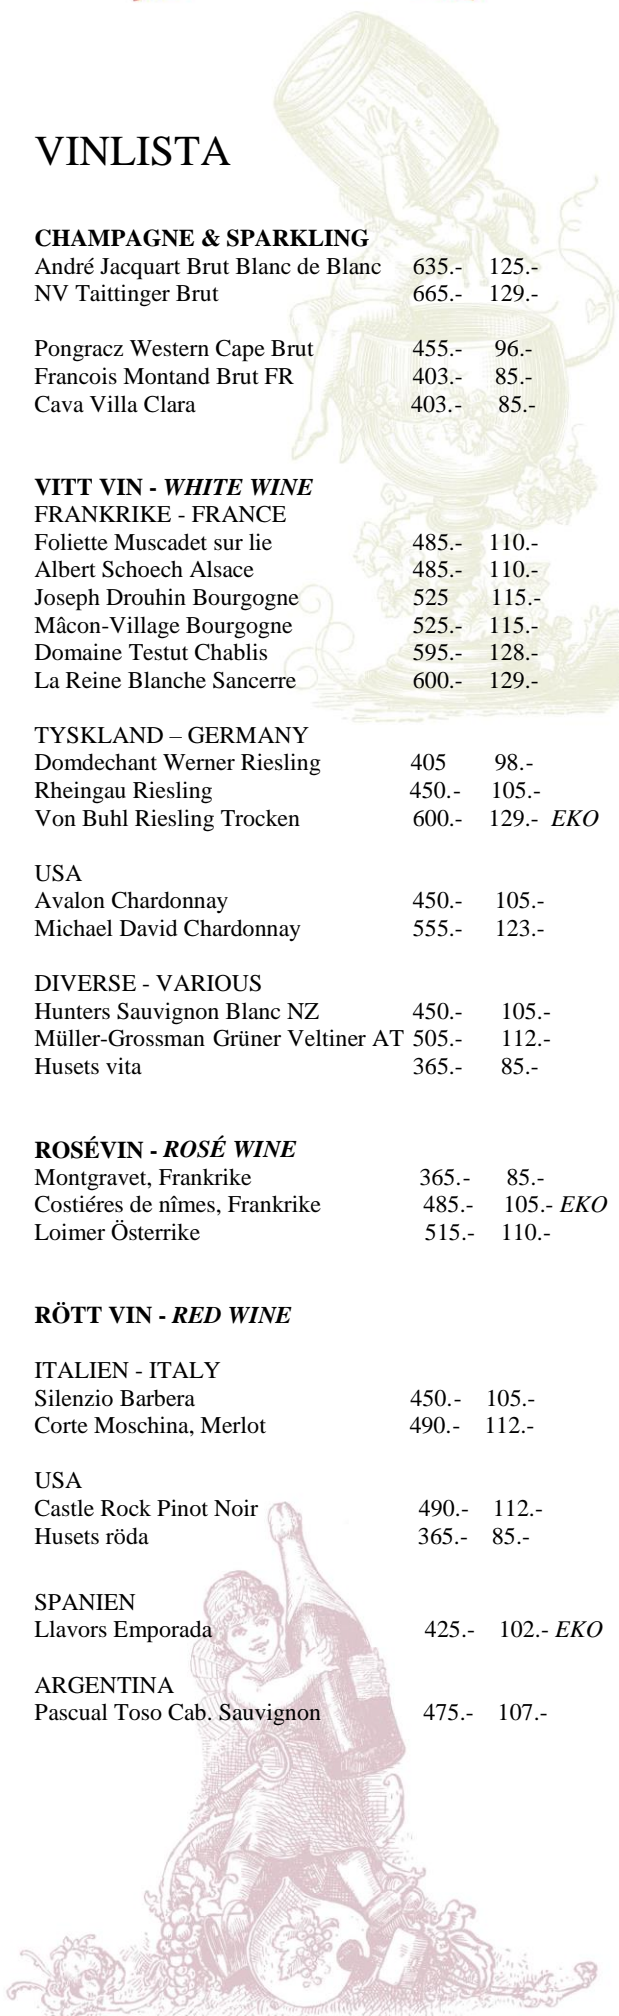 VINLISTA
CHAMPAGNE & SPARKLING
André Jacquart Brut Blanc de Blanc 635.- 125.-
NV Taittinger Brut 665.- 129.-
Pongracz Western Cape Brut 455.- 96.-
Francois Montand Brut FR 403.- 85.-
Cava Villa Clara 403.- 85.-
VITT VIN - WHITE WINE
FRANKRIKE - FRANCE
Foliette Muscadet sur lie 485.- 110.-
Albert Schoech Alsace 485.- 110.-
Joseph Drouhin Bourgogne 525 115.-
Mâcon-Village Bourgogne 525.- 115.-
Domaine Testut Chablis 595.- 128.-
La Reine Blanche Sancerre 600.- 129.-
TYSKLAND – GERMANY
Domdechant Werner Riesling 405 98.-
Rheingau Riesling 450.- 105.-
Von Buhl Riesling Trocken 600.- 129.- EKO
USA
Avalon Chardonnay 450.- 105.-
Michael David Chardonnay 555.- 123.-
DIVERSE - VARIOUS
Hunters Sauvignon Blanc NZ 450.- 105.-
Müller-Grossman Grüner Veltiner AT 505.- 112.-
Husets vita 365.- 85.-
ROSÉVIN - ROSÉ WINE
Montgravet, Frankrike 365.- 85.-
Costiéres de nîmes, Frankrike 485.- 105.- EKO
Loimer Österrike 515.- 110.-
RÖTT VIN - RED WINE
ITALIEN - ITALY
Silenzio Barbera 450.- 105.-
Corte Moschina, Merlot 490.- 112.-
USA
Castle Rock Pinot Noir 490.- 112.-
Husets röda 365.- 85.-
SPANIEN
Llavors Emporada 425.- 102.- EKO
ARGENTINA
Pascual Toso Cab. Sauvignon 475.- 107.-